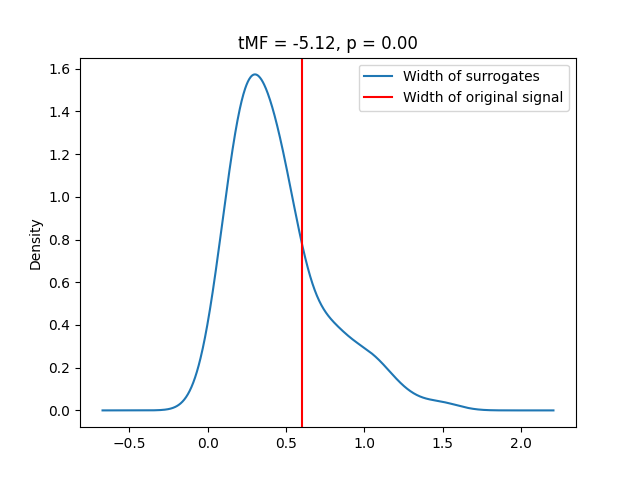 tMF = -5.12, p = 0.00
Width of surrogates
Width of original signal
Density
1.6
1.4
1.2
1.0
0.8
0.6
0.4
0.2
0.0
−0.5 0.0 0.5 1.0 1.5 2.0